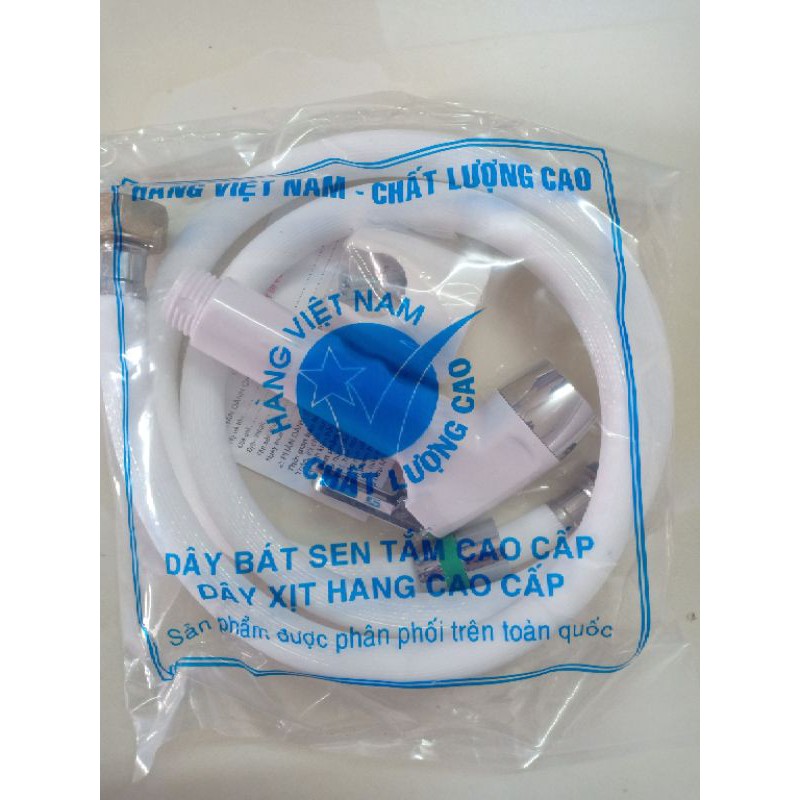 HÀNG VIỆT NAM - CHẤT LƯỢNG CAO
HÀNG VIỆT NAM
CHẤT LƯỢNG CAO
DÂY BÁT SEN TẮM CAO CẤP
DÂY XỊT HANG CAO CẤP
Sản phẩm được phân phối trên toàn quốc